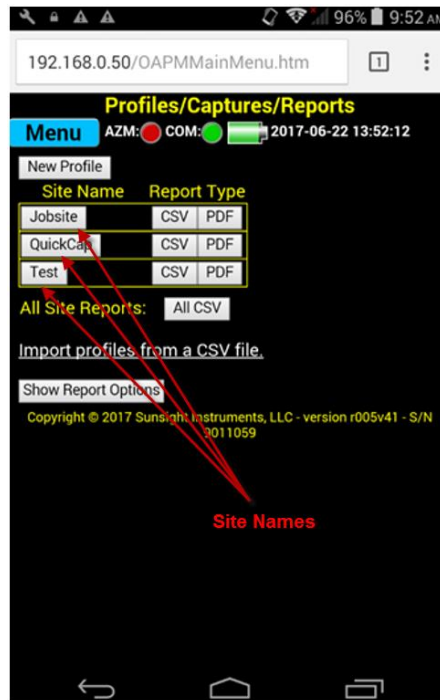 96% 9:52 AM
192.168.0.50/OAPMMainMenu.htm 1
Profiles/Captures/Reports
Menu AZM: COM: 2017-06-22 13:52:12
New Profile
Site Name Report Type
Jobsite CSV PDF
QuickCap CSV PDF
Test CSV PDF
All Site Reports: All CSV
Import profiles from a CSV file.
Show Report Options
Copyright © 2017 Sunsight Instruments, LLC - version r005v41 - S/N
9011059
Site Names